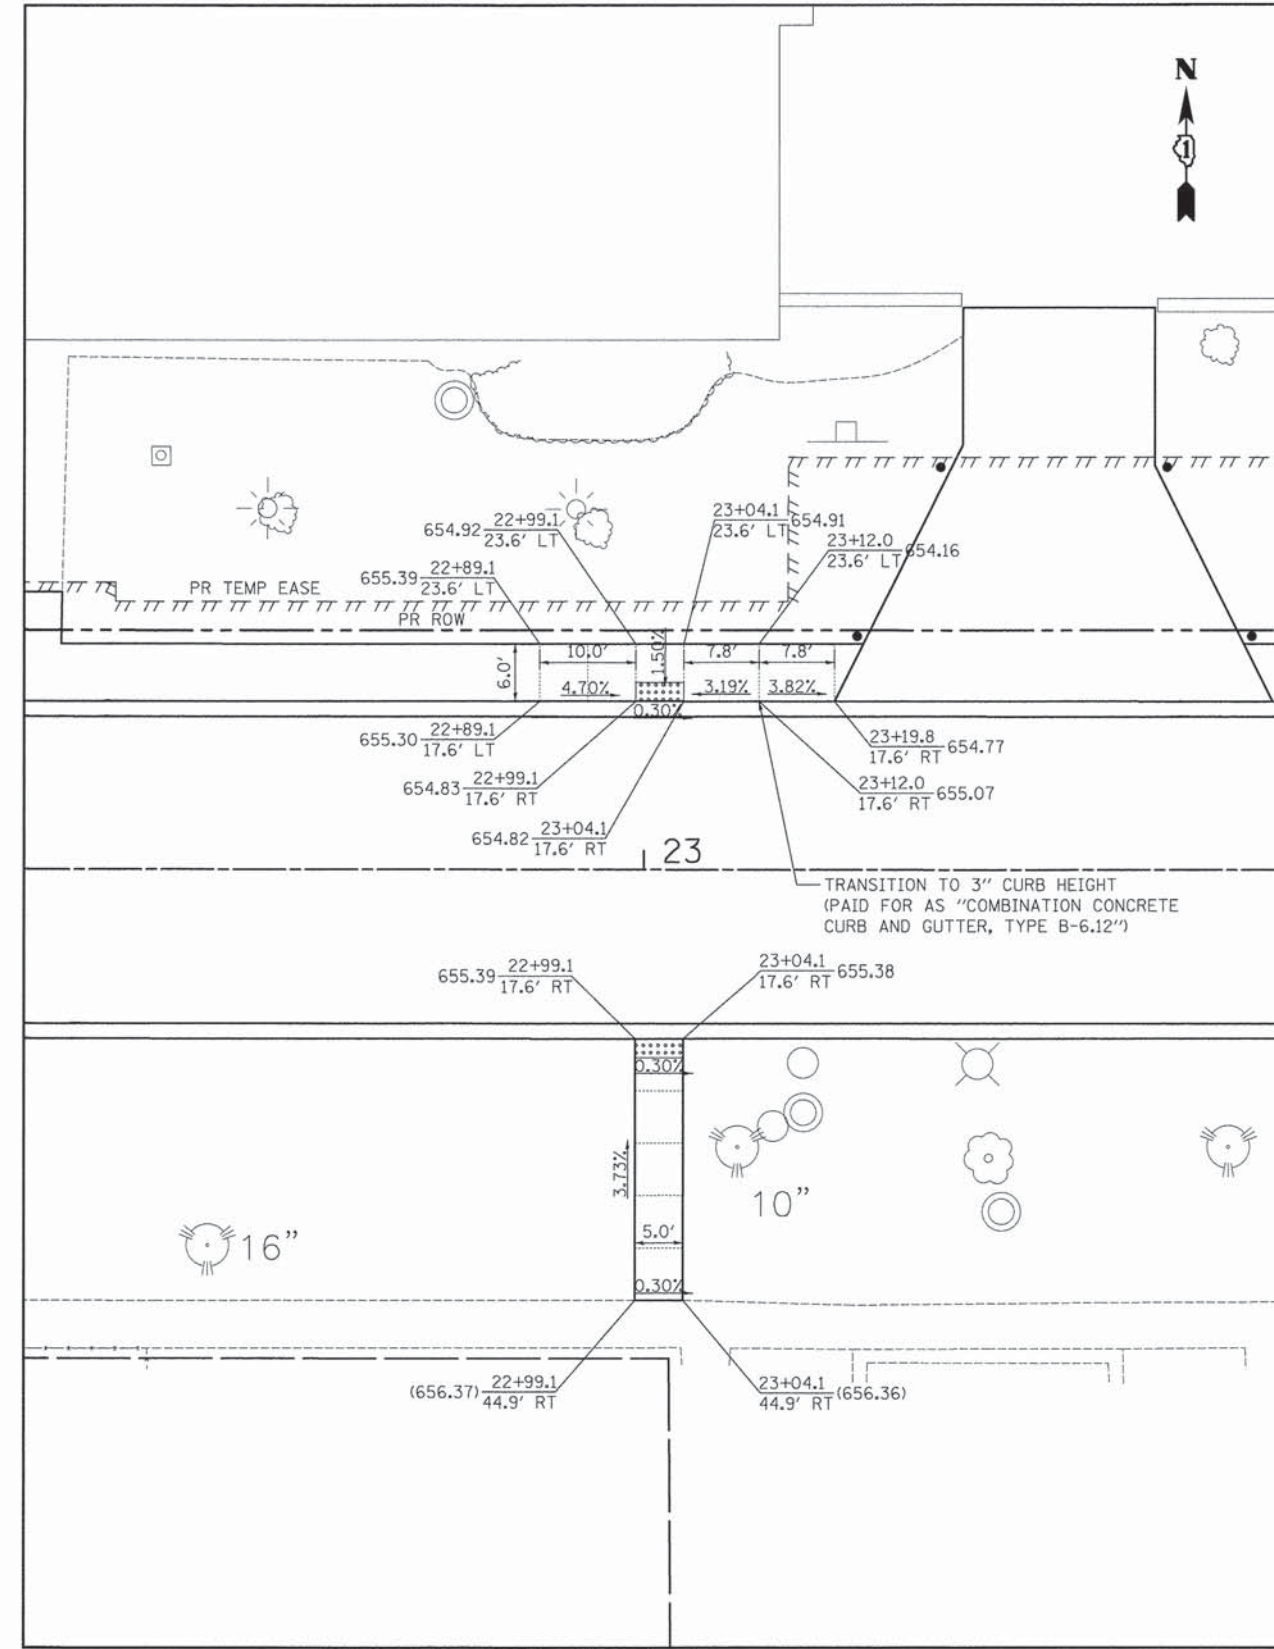 N
1
23+04.1 654.91
23.6' LT
22+99.1
654.92
23.6' LT
23+12.0 654.16
23.6' LT
22+89.1
655.39
23.6' LT
PR TEMP EASE
PR ROW
10.0'
1.50%
7.8'
7.8'
6.0'
4.70%
3.19%
3.82%
0.30%
22+89.1
655.30
17.6' LT
23+19.8
654.77
17.6' RT
22+99.1
654.83
17.6' RT
23+12.0
655.07
17.6' RT
23+04.1
654.82
17.6' RT
23
TRANSITION TO 3" CURB HEIGHT
(PAID FOR AS "COMBINATION CONCRETE
CURB AND GUTTER, TYPE B-6.12")
22+99.1
655.39
17.6' RT
23+04.1
655.38
17.6' RT
0.30%
3.73%
10"
16"
5.0'
0.30%
22+99.1
(656.37)
44.9' RT
23+04.1
(656.36)
44.9' RT